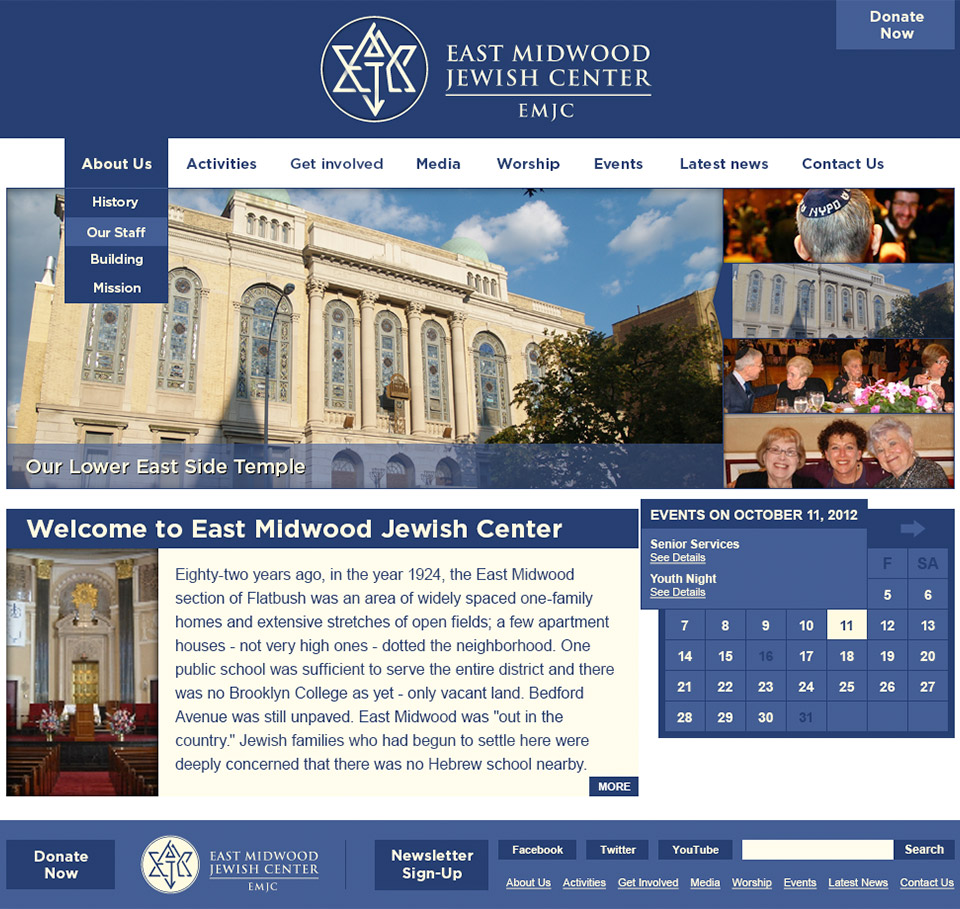 Donate
Now
EAST MIDWOOD
JEWISH CENTER
EMJC
About Us
Activities
Get involved
Media
Worship
Events
Latest news
Contact Us
History
Our Staff
Building
Mission
NYPD
Our Lower East Side Temple
Welcome to East Midwood Jewish Center
Eighty-two years ago, in the year 1924, the East Midwood
section of Flatbush was an area of widely spaced one-family
homes and extensive stretches of open fields; a few apartment
houses - not very high ones - dotted the neighborhood. One
public school was sufficient to serve the entire district and there
was no Brooklyn College as yet - only vacant land. Bedford
Avenue was still unpaved. East Midwood was "out in the
country." Jewish families who had begun to settle here were
deeply concerned that there was no Hebrew school nearby.
MORE
EVENTS ON OCTOBER 11, 2012
Senior Services
See Details
Youth Night
See Details
F SA
5 6
7 8 9 10 11 12 13
14 15 16 17 18 19 20
21 22 23 24 25 26 27
28 29 30 31
Donate
Now
EAST MIDWOOD
JEWISH CENTER
EMJC
Newsletter
Sign-Up
Facebook
Twitter
YouTube
Search
About Us
Activities
Get Involved
Media
Worship
Events
Latest News
Contact Us